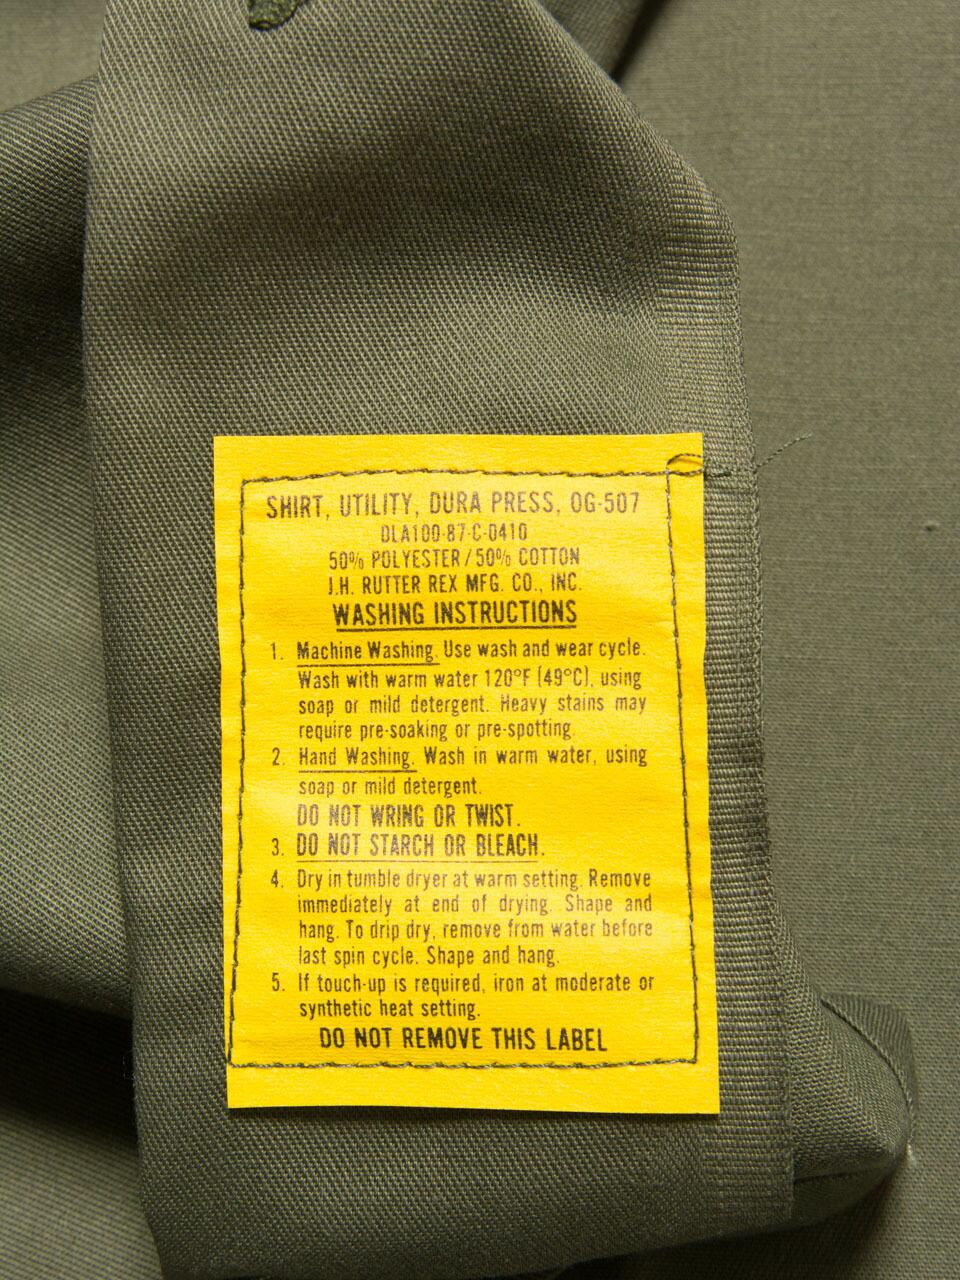 SHIRT, UTILITY, DURA PRESS, OG-507
DLA100-87-C-0410
50% POLYESTER / 50% COTTON
J.H. RUTTER REX MFG. CO., INC.
WASHING INSTRUCTIONS
1. Machine Washing. Use wash and wear cycle.
Wash with warm water 120°F (49°C), using
soap or mild detergent. Heavy stains may
require pre-soaking or pre-spotting.
2. Hand Washing. Wash in warm water, using
soap or mild detergent.
DO NOT WRING OR TWIST.
3. DO NOT STARCH OR BLEACH.
4. Dry in tumble dryer at warm setting. Remove
immediately at end of drying. Shape and
hang. To drip dry, remove from water before
last spin cycle. Shape and hang.
5. If touch-up is required, iron at moderate or
synthetic heat setting.
DO NOT REMOVE THIS LABEL